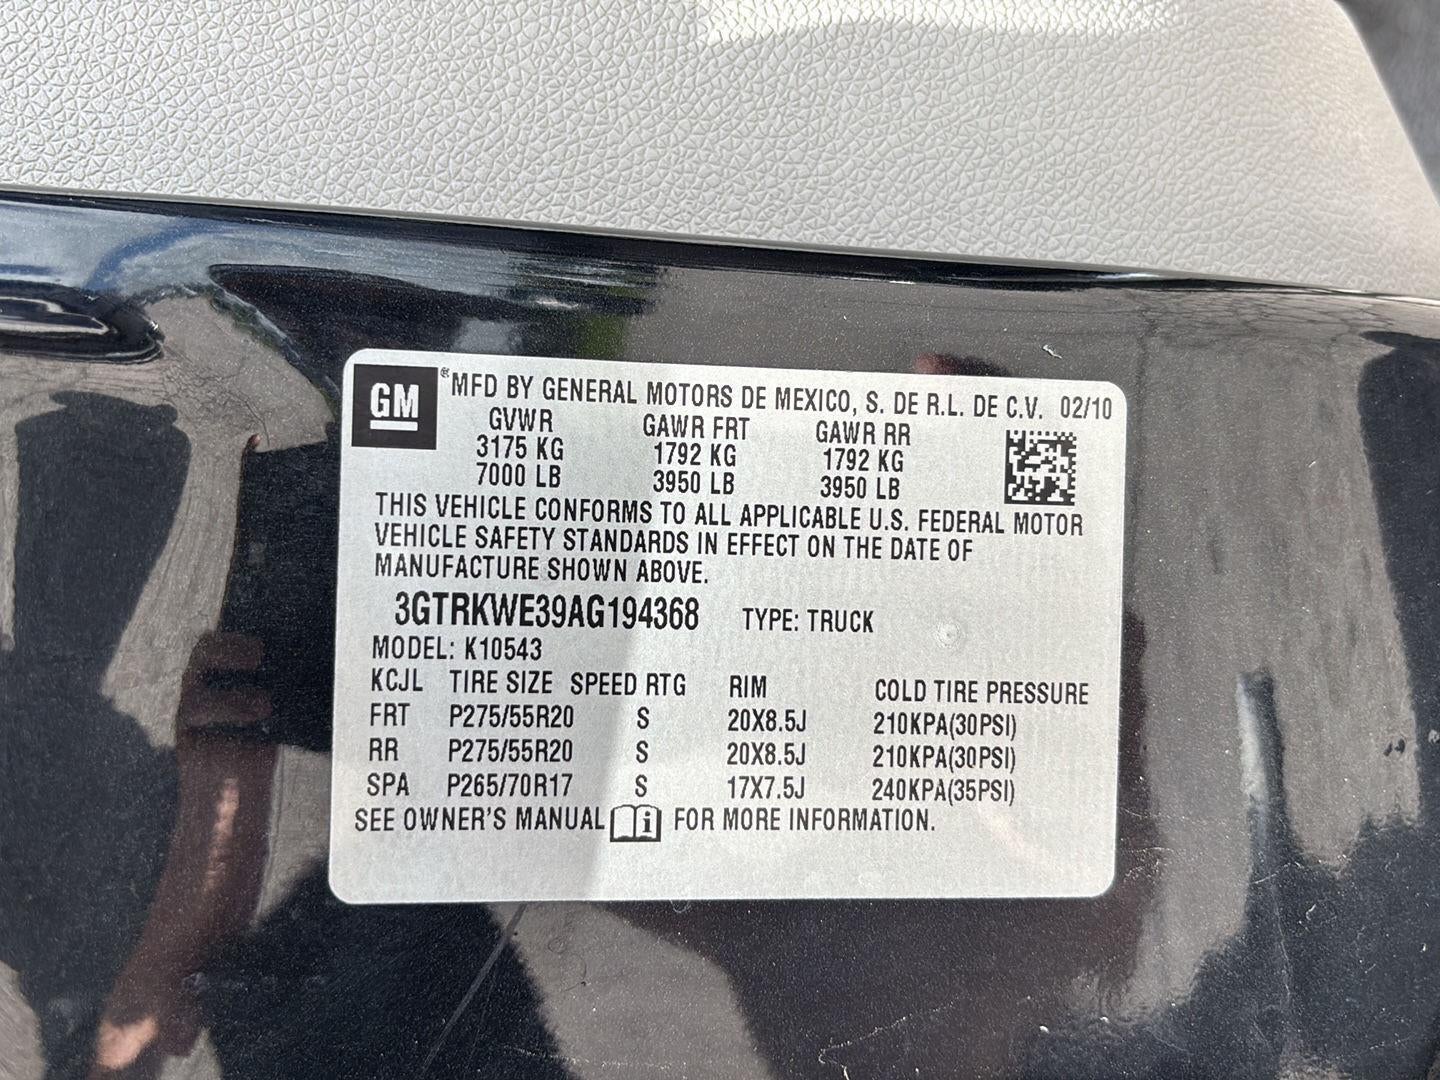 GM ® MFD BY GENERAL MOTORS DE MEXICO, S. DE R.L. DE C.V. 02/10
GVWR GAWR FRT GAWR RR
3175 KG 1792 KG 1792 KG
7000 LB 3950 LB 3950 LB
THIS VEHICLE CONFORMS TO ALL APPLICABLE U.S. FEDERAL MOTOR
VEHICLE SAFETY STANDARDS IN EFFECT ON THE DATE OF
MANUFACTURE SHOWN ABOVE.
3GTRKWE39AG194368 TYPE: TRUCK
MODEL: K10543
KCJL TIRE SIZE SPEED RTG RIM COLD TIRE PRESSURE
FRT P275/55R20 S 20X8.5J 210KPA(30PSI)
RR P275/55R20 S 20X8.5J 210KPA(30PSI)
SPA P265/70R17 S 17X7.5J 240KPA(35PSI)
SEE OWNER'S MANUAL i FOR MORE INFORMATION.